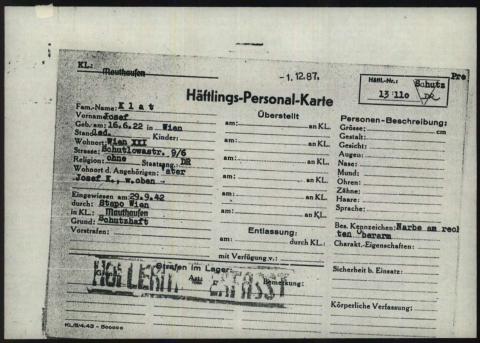 KL:
Mauthausen
-1.12.87.
Häftl.-Nr.:
13 110
Schutz
DR
Häftlings-Personal-Karte
Fam.-Name: Klat
Vorname: Josef
Geb.: am: 16.6.22 in Wien
Stand: led. Kinder:
Wohnort: Wien XXI
Strasse: Schutlowastr. 9/6
Religion: ohne Staatsang. DR
Wohnort d. Angehörigen: Vater
Josef K., w.oben -
Eingewiesen am: 29.9.42
durch: Stapo Wien
in KL.: Mauthausen
Grund: Schutzhaft
Vorstrafen:
Überstellt
am: an KL.
am: an KL.
am: an KL.
am: an KL.
am: an KL.
am: an KL.
Entlassung:
am: durch KL.:
mit Verfügung v.:
Personen-Beschreibung:
Grösse: cm
Gestalt:
Gesicht:
Augen:
Nase:
Mund:
Ohren:
Zähne:
Haare:
Sprache:
Bes. Kennzeichen: Narbe am rech
ten Oberarm
Charakt.-Eigenschaften:
Sicherheit b. Einsatz:
Körperliche Verfassung:
Strafen im Lager:
Art: Bemerkung:
HOLLERITH ERFASST
KL/5/4.43 -